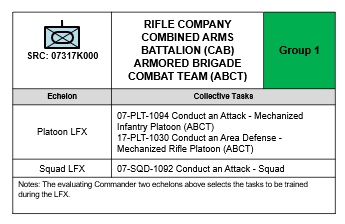 SRC: 07317K000
RIFLE COMPANY
COMBINED ARMS
BATTALION (CAB)
ARMORED BRIGADE
COMBAT TEAM (ABCT)
Group 1
Echelon
Collective Tasks
Platoon LFX
07-PLT-1094 Conduct an Attack - Mechanized
Infantry Platoon (ABCT)
17-PLT-1030 Conduct an Area Defense -
Mechanized Rifle Platoon (ABCT)
Squad LFX
07-SQD-1092 Conduct an Attack - Squad
Notes: The evaluating Commander two echelons above selects the tasks to be trained
during the LFX.